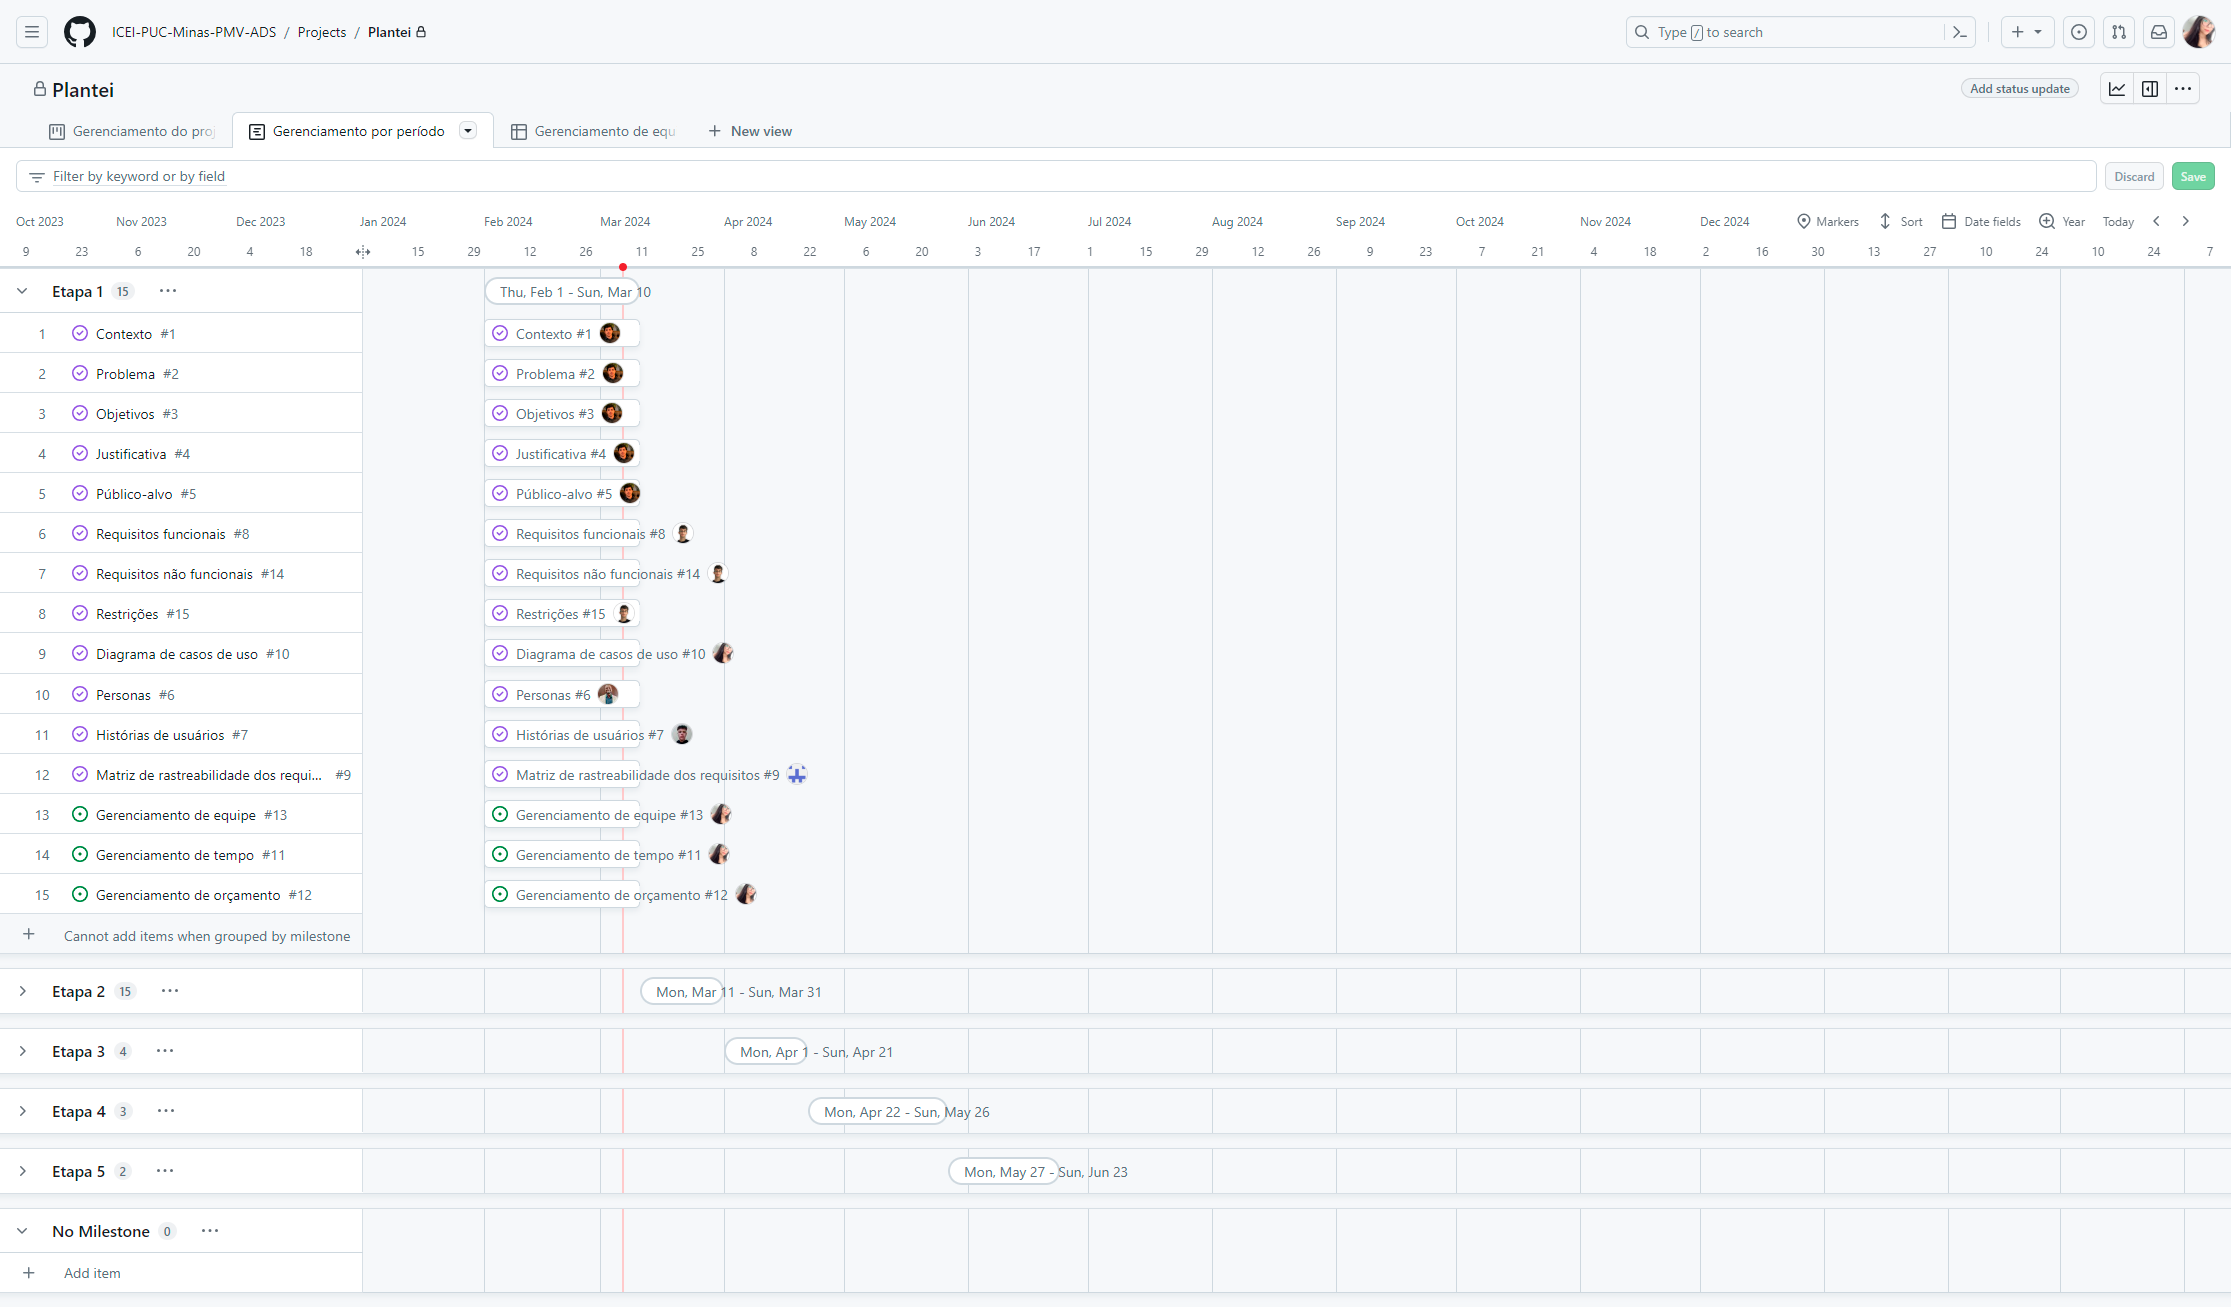 ICEI-PUC-Minas-PMV-ADS / Projects / Plantei
Type / to search
Plantei
Add status update
Gerenciamento do proj
Gerenciamento por período
Gerenciamento de equ
New view
Filter by keyword or by field
Discard
Save
Oct 2023 Nov 2023 Dec 2023 Jan 2024 Feb 2024 Mar 2024 Apr 2024 May 2024 Jun 2024 Jul 2024 Aug 2024 Sep 2024 Oct 2024 Nov 2024 Dec 2024 Markers Sort Date fields Year Today
9 23 6 20 4 18 15 29 12 26 11 25 8 22 6 20 3 17 1 15 29 12 26 9 23 7 21 4 18 2 16 30 13 27 10 24 10 24 7
Etapa 1 15 Thu, Feb 1 - Sun, Mar 10
1 Contexto #1 Contexto #1
2 Problema #2 Problema #2
3 Objetivos #3 Objetivos #3
4 Justificativa #4 Justificativa #4
5 Público-alvo #5 Público-alvo #5
6 Requisitos funcionais #8 Requisitos funcionais #8
7 Requisitos não funcionais #14 Requisitos não funcionais #14
8 Restrições #15 Restrições #15
9 Diagrama de casos de uso #10 Diagrama de casos de uso #10
10 Personas #6 Personas #6
11 Histórias de usuários #7 Histórias de usuários #7
12 Matriz de rastreabilidade dos requi... #9 Matriz de rastreabilidade dos requisitos #9
13 Gerenciamento de equipe #13 Gerenciamento de equipe #13
14 Gerenciamento de tempo #11 Gerenciamento de tempo #11
15 Gerenciamento de orçamento #12 Gerenciamento de orçamento #12
Cannot add items when grouped by milestone
Etapa 2 15 Mon, Mar 11 - Sun, Mar 31
Etapa 3 4 Mon, Apr 1 - Sun, Apr 21
Etapa 4 3 Mon, Apr 22 - Sun, May 26
Etapa 5 2 Mon, May 27 - Sun, Jun 23
No Milestone 0
Add item